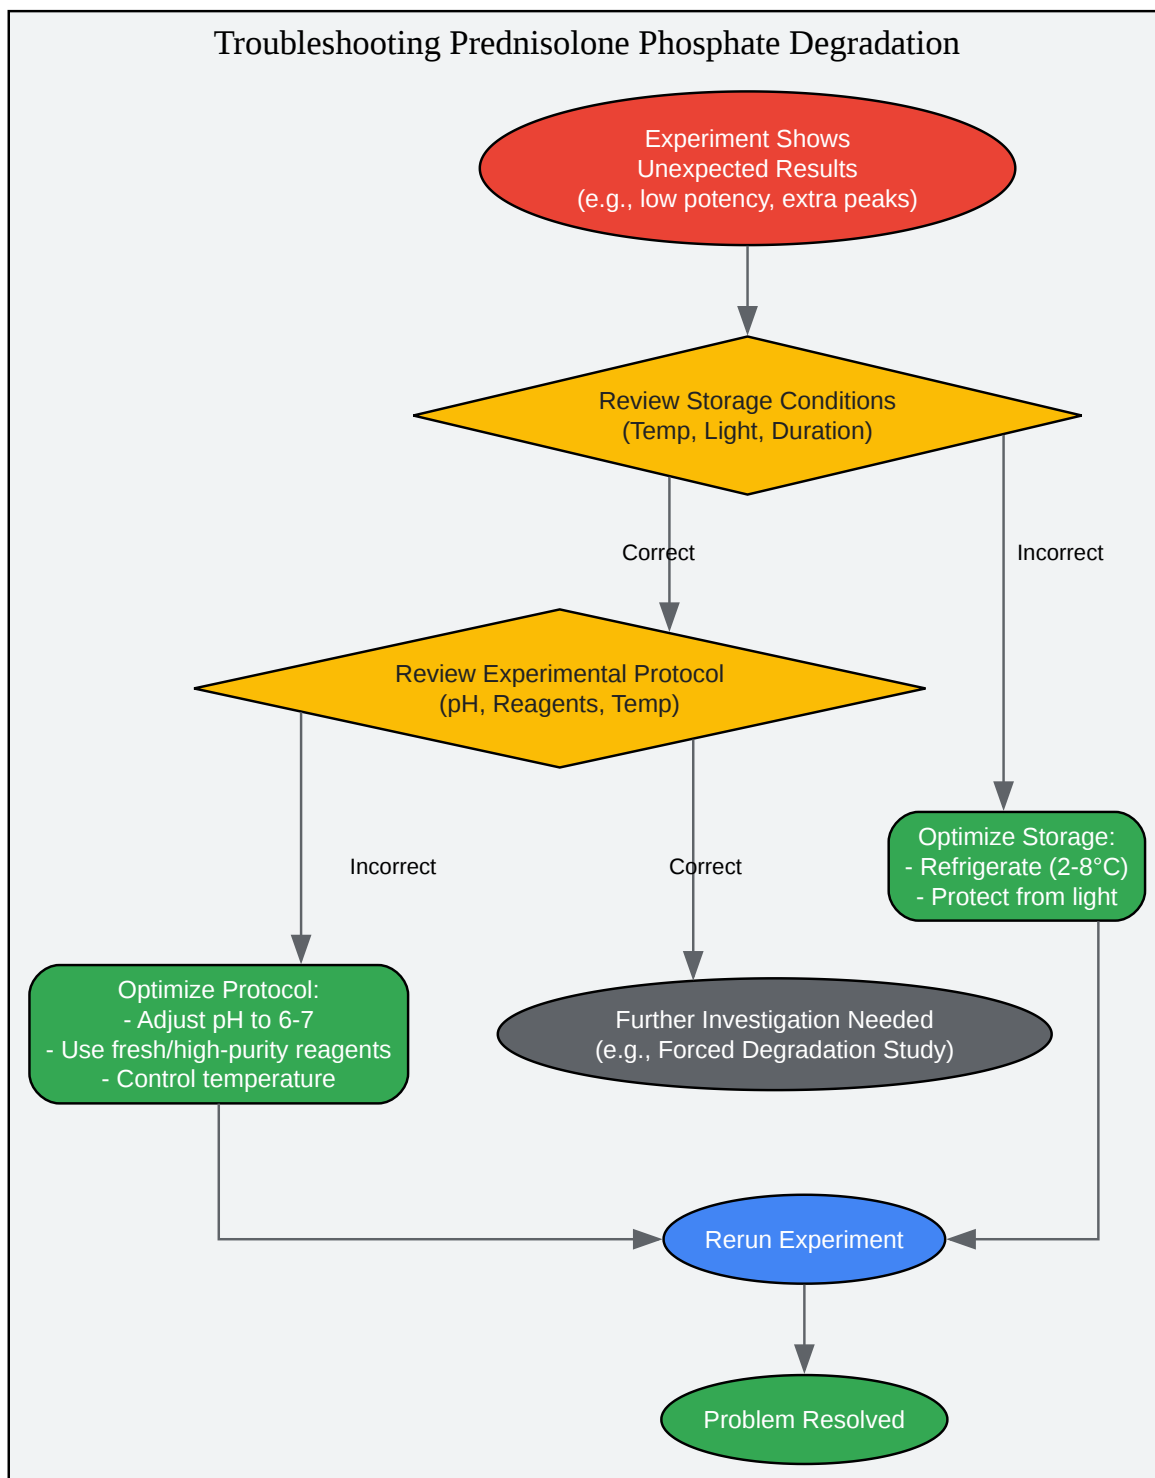 Troubleshooting Prednisolone Phosphate Degradation
Experiment Shows
Unexpected Results
(e.g., low potency, extra peaks)
Review Storage Conditions
(Temp, Light, Duration)
Correct
Incorrect
Review Experimental Protocol
(pH, Reagents, Temp)
Incorrect
Correct
Optimize Storage:
- Refrigerate (2-8°C)
- Protect from light
Optimize Protocol:
- Adjust pH to 6-7
- Use fresh/high-purity reagents
- Control temperature
Further Investigation Needed
(e.g., Forced Degradation Study)
Rerun Experiment
Problem Resolved